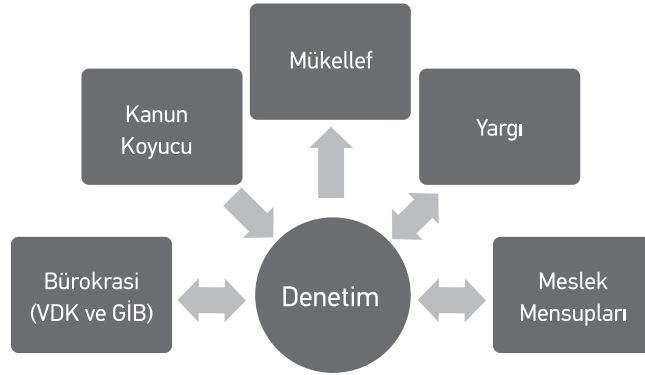 Mükellef
Kanun
Koyucu
Yargı
Bürokrasi
(VDK ve GİB)
Denetim
Meslek
Mensupları